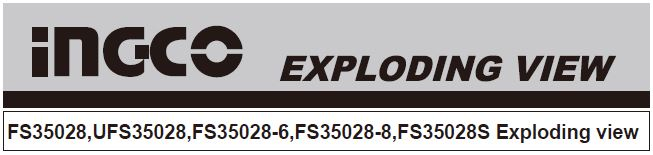 INGCO
EXPLODING VIEW
FS35028,UFS35028,FS35028-6,FS35028-8,FS35028S Exploding view